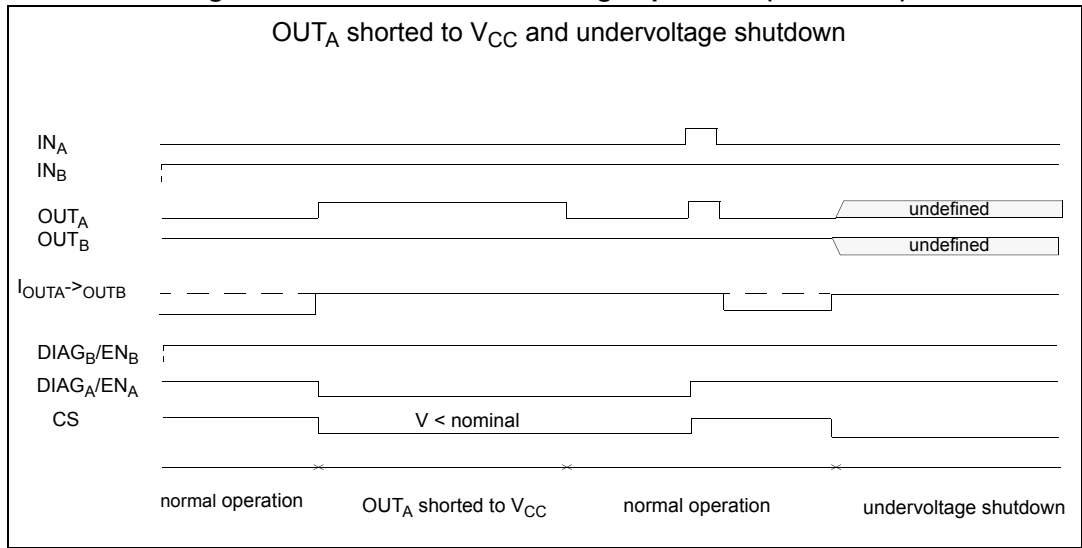 OUTA shorted to VCC and undervoltage shutdown
INA
INB
OUTA
undefined
OUTB
undefined
IOUTA->OUTB
DIAGB/ENB
DIAGA/ENA
CS
V < nominal
normal operation
OUTA shorted to VCC
normal operation
undervoltage shutdown